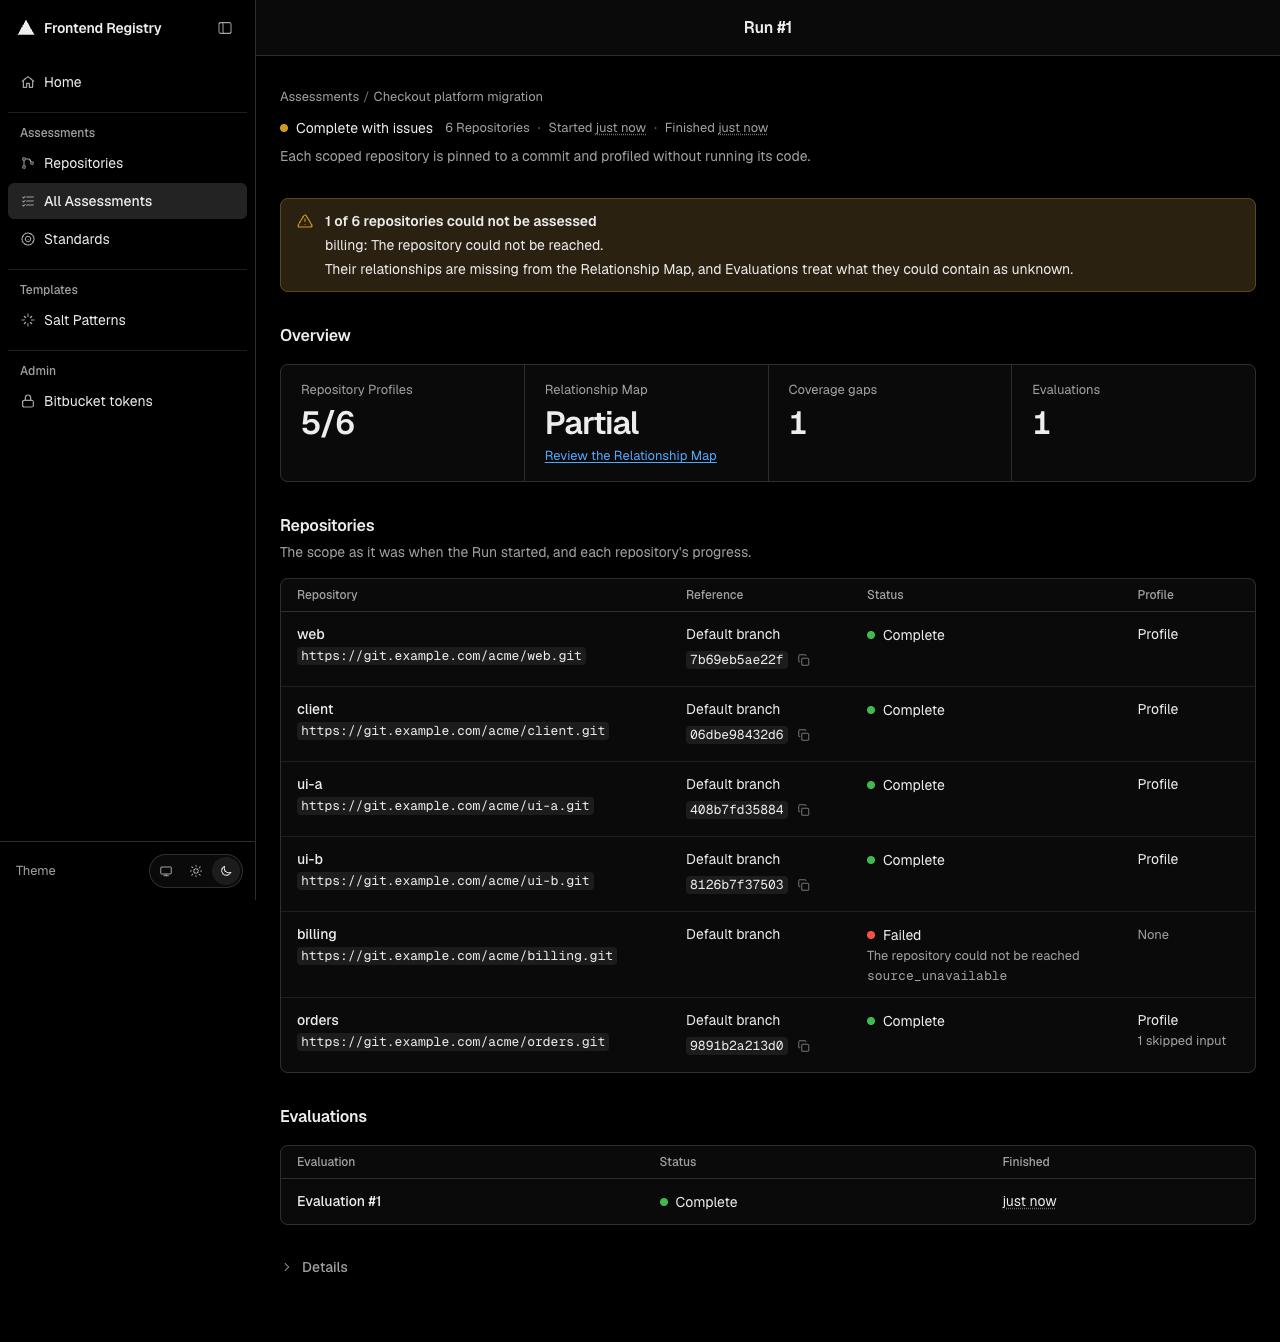 Frontend Registry
Home
Assessments
Repositories
All Assessments
Standards
Templates
Salt Patterns
Admin
Bitbucket tokens
Theme
Run #1
Assessments / Checkout platform migration
Complete with issues 6 Repositories · Started just now · Finished just now
Each scoped repository is pinned to a commit and profiled without running its code.
1 of 6 repositories could not be assessed
billing: The repository could not be reached.
Their relationships are missing from the Relationship Map, and Evaluations treat what they could contain as unknown.
Overview
Repository Profiles
5/6
Relationship Map
Partial
Review the Relationship Map
Coverage gaps
1
Evaluations
1
Repositories
The scope as it was when the Run started, and each repository's progress.
Repository Reference Status Profile
web Default branch Complete Profile
https://git.example.com/acme/web.git 7b69eb5ae22f
client Default branch Complete Profile
https://git.example.com/acme/client.git 06dbe98432d6
ui-a Default branch Complete Profile
https://git.example.com/acme/ui-a.git 408b7fd35884
ui-b Default branch Complete Profile
https://git.example.com/acme/ui-b.git 8126b7f37503
billing Default branch Failed None
https://git.example.com/acme/billing.git The repository could not be reached
source_unavailable
orders Default branch Complete Profile
https://git.example.com/acme/orders.git 9891b2a213d0 1 skipped input
Evaluations
Evaluation Status Finished
Evaluation #1 Complete just now
Details